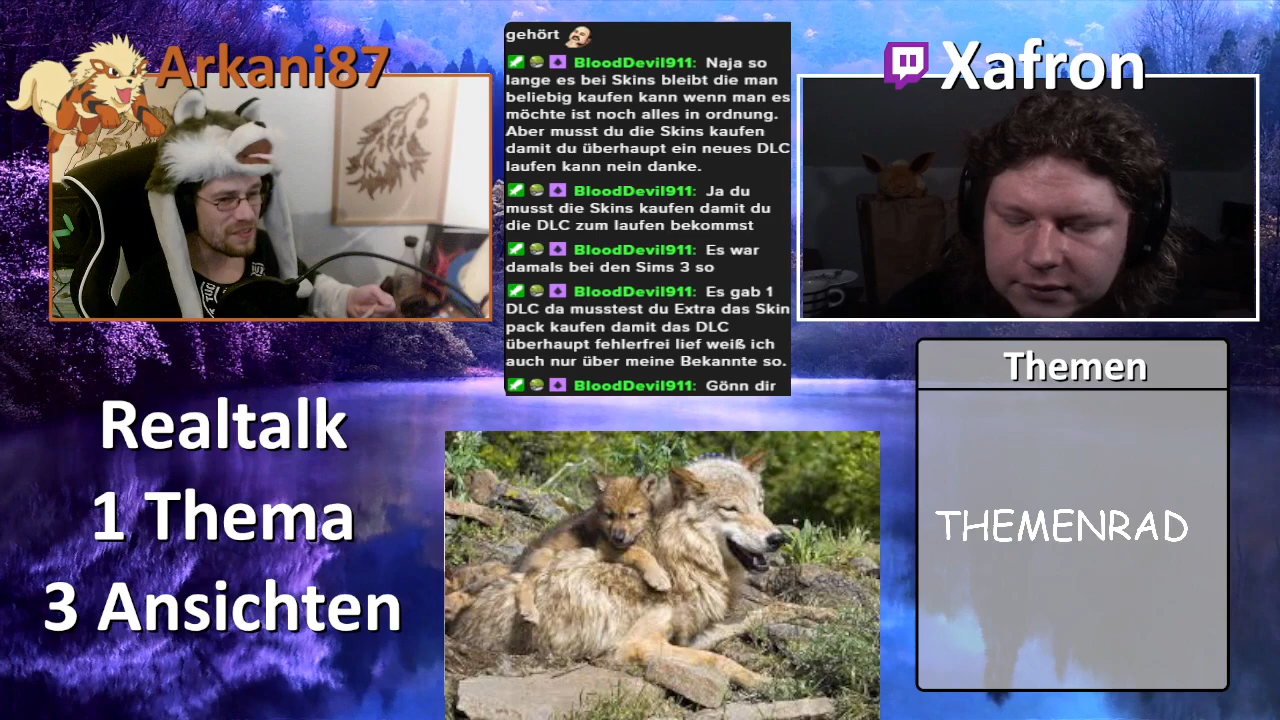 Arkani87
gehört
BloodDevil911: Naja so
lange es bei Skins bleibt die man
beliebig kaufen kann wenn man es
möchte ist noch alles in ordnung.
Aber musst du die Skins kaufen
damit du überhaupt ein neues DLC
laufen kann nein danke.
BloodDevil911: Ja du
musst die Skins kaufen damit du
die DLC zum laufen bekommst
BloodDevil911: Es war
damals bei den Sims 3 so
BloodDevil911: Es gab 1
DLC da musstest du Extra das Skin
pack kaufen damit das DLC
überhaupt fehlerfrei lief weiß ich
auch nur über meine Bekannte so.
BloodDevil911: Gönn dir
Xafron
Realtalk
1 Thema
3 Ansichten
Themen
THEMENRAD